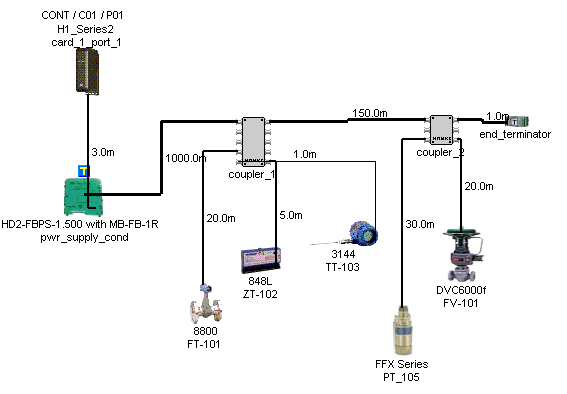 CONT / C01 / P01
H1_Series2
card_1_port_1
3.0m
T
HD2-FBPS-1.500 with MB-FB-1R
pwr_supply_cond
1000.0m
coupler_1
150.0m
1.0m
end_terminator
coupler_2
1.0m
20.0m
5.0m
20.0m
30.0m
8800
FT-101
848L
ZT-102
3144
TT-103
DVC6000f
FV-101
FFX Series
PT_105